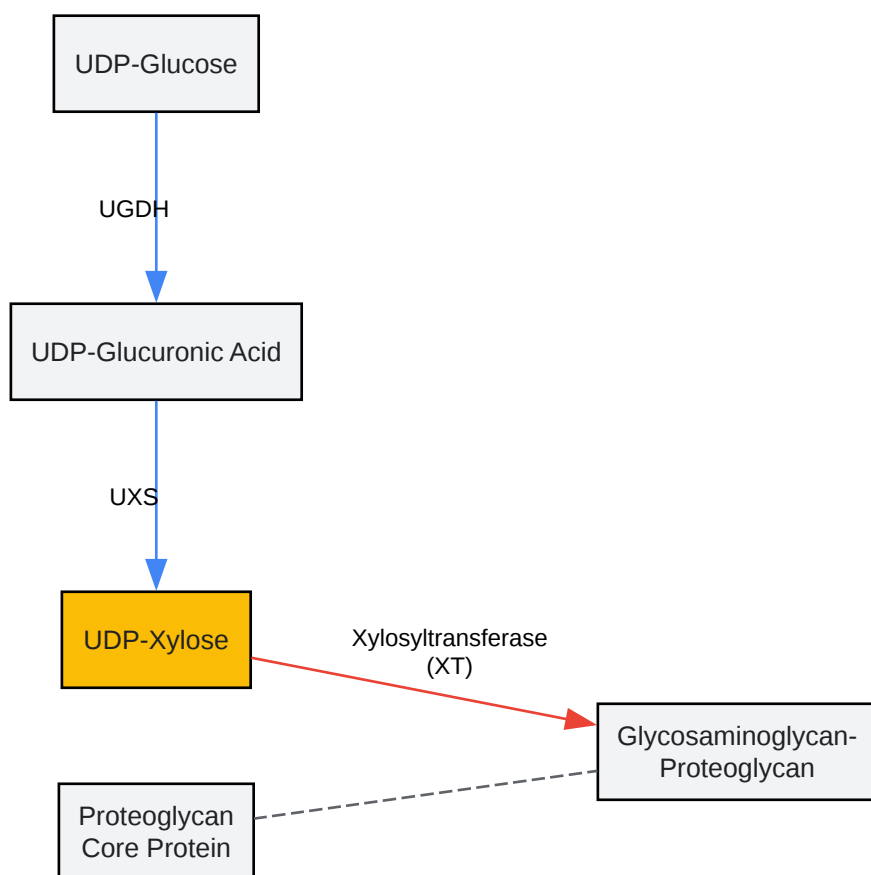 UDP-Glucose
UGDH
UDP-Glucuronic Acid
UXS
UDP-Xylose
Xylosyltransferase
(XT)
Glycosaminoglycan-
Proteoglycan
Proteoglycan
Core Protein